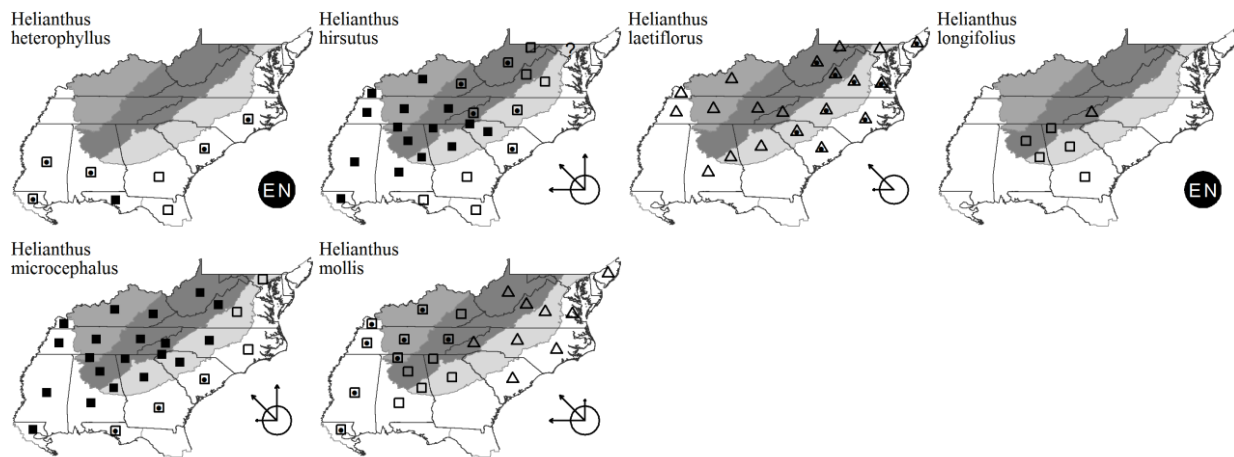 Helianthus
heterophyllus
EN
Helianthus
hirsutus
?
Helianthus
laetiflorus
Helianthus
longifolius
EN
Helianthus
microcephalus
Helianthus
mollis